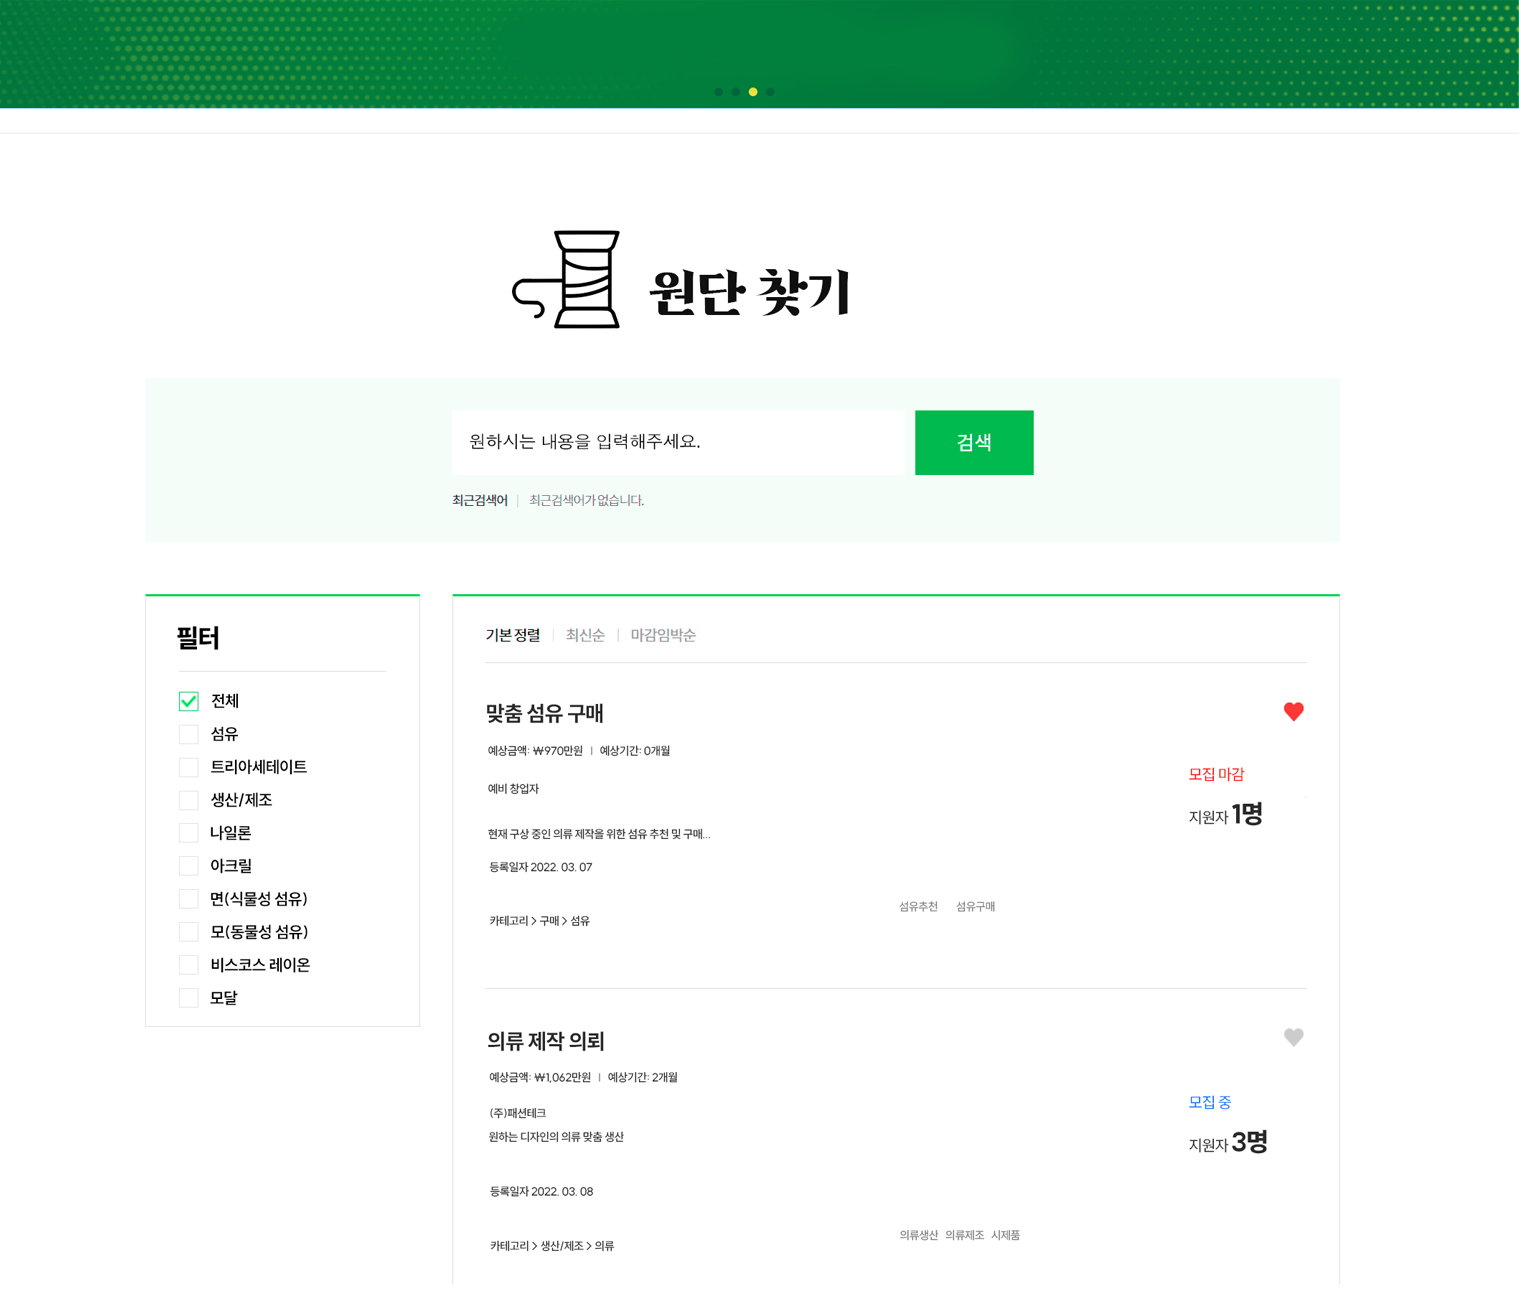 원단 찾기
원하시는 내용을 입력해주세요.
검색
최근검색어 | 최근검색어가 없습니다.
필터
전체
섬유
트리아세테이트
생산/제조
나일론
아크릴
면(식물성 섬유)
모(동물성 섬유)
비스코스 레이온
모달
기본 정렬 | 최신순 | 마감임박순
맞춤 섬유 구매
예상금액: ₩970만원 | 예상기간: 0개월
예비 창업자
현재 구상 중인 의류 제작을 위한 섬유 추천 및 구매...
등록일자 2022. 03. 07
카테고리 > 구매 > 섬유
섬유추천 섬유구매
모집 마감
지원자 1명
의류 제작 의뢰
예상금액: ₩1,062만원 | 예상기간: 2개월
(주)패션테크
원하는 디자인의 의류 맞춤 생산
등록일자 2022. 03. 08
카테고리 > 생산/제조 > 의류
의류생산 의류제조 시제품
모집 중
지원자 3명